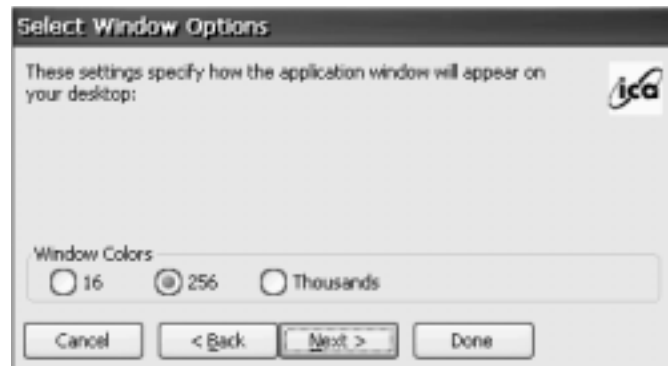 Select Window Options
These settings specify how the application window will appear on
your desktop:
ica
Window Colors
16 256 Thousands
Cancel < Back Next > Done